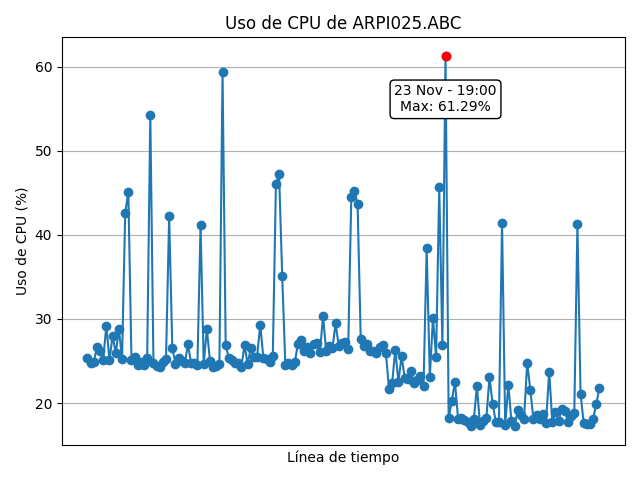 Uso de CPU de ARPI025.ABC
60
50
40
30
20
Uso de CPU (%)
23 Nov - 19:00
Max: 61.29%
Línea de tiempo